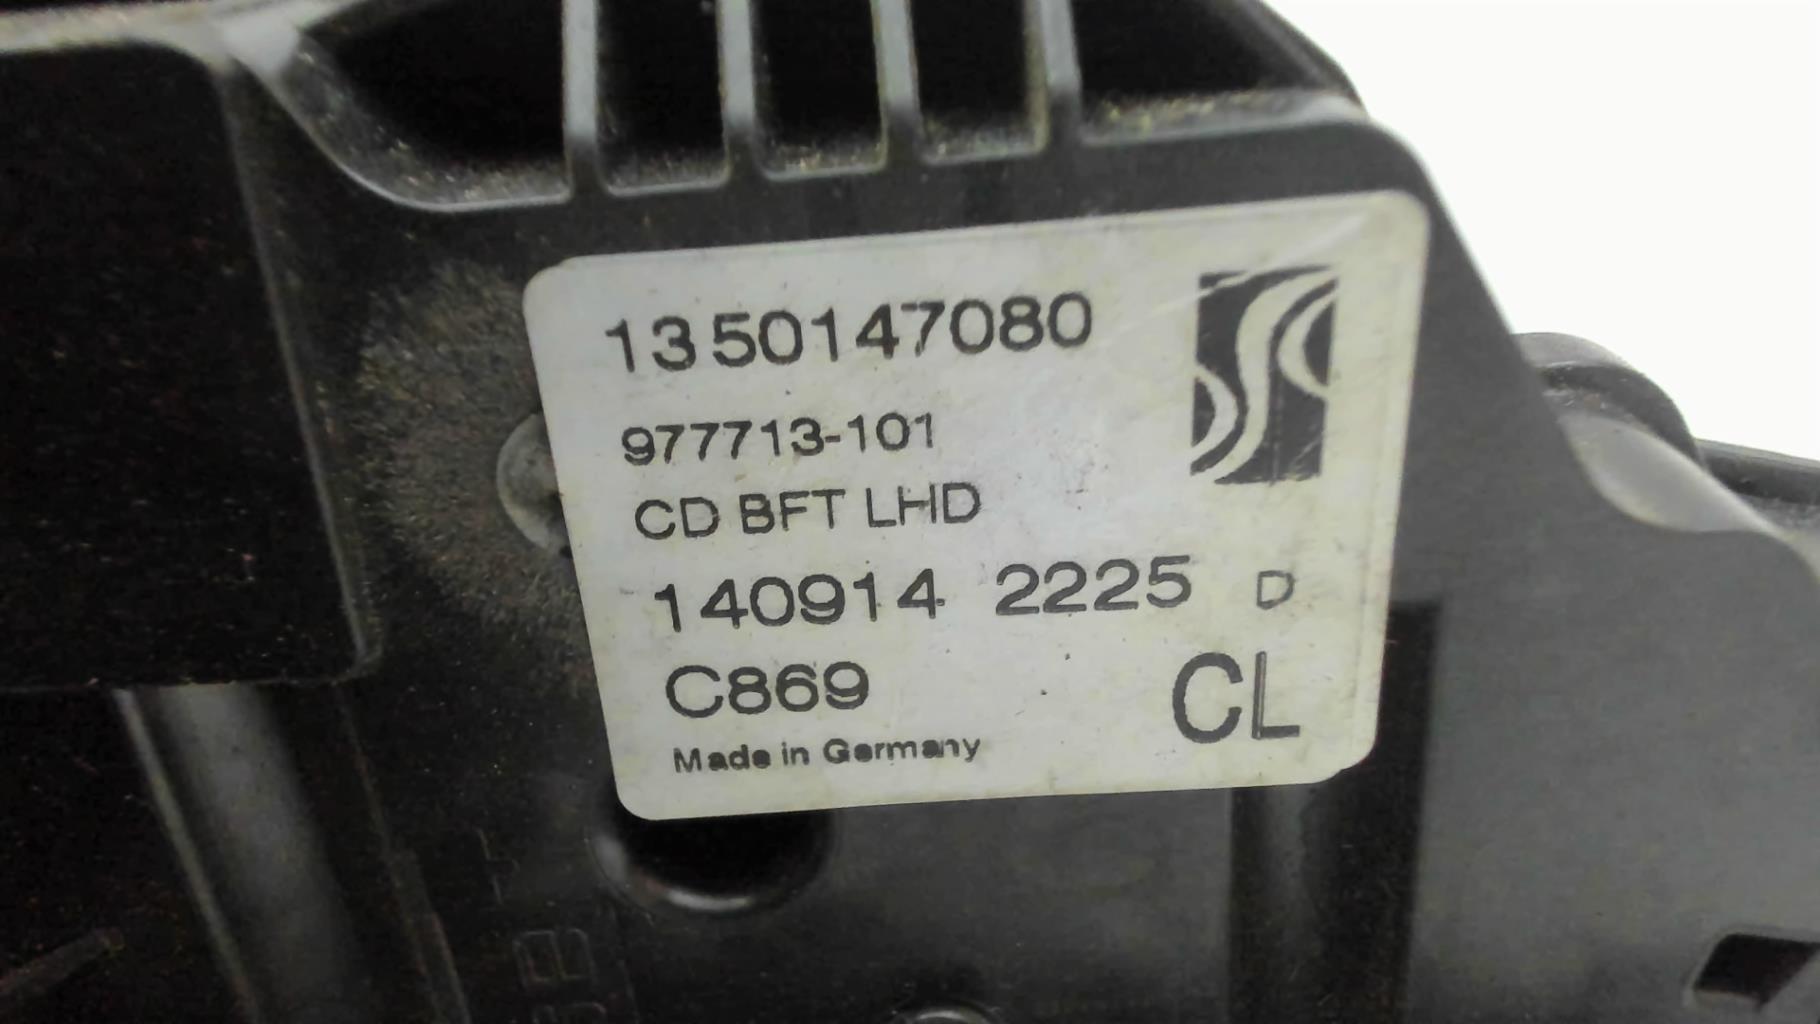 1350147080
977713-101
CD BFT LHD
140914 2225 D
C869 CL
Made in Germany